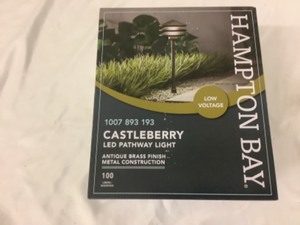 HAMPTON BAY
LOW
VOLTAGE
1007 893 193
CASTLEBERRY
LED PATHWAY LIGHT
ANTIQUE BRASS FINISH
METAL CONSTRUCTION
100